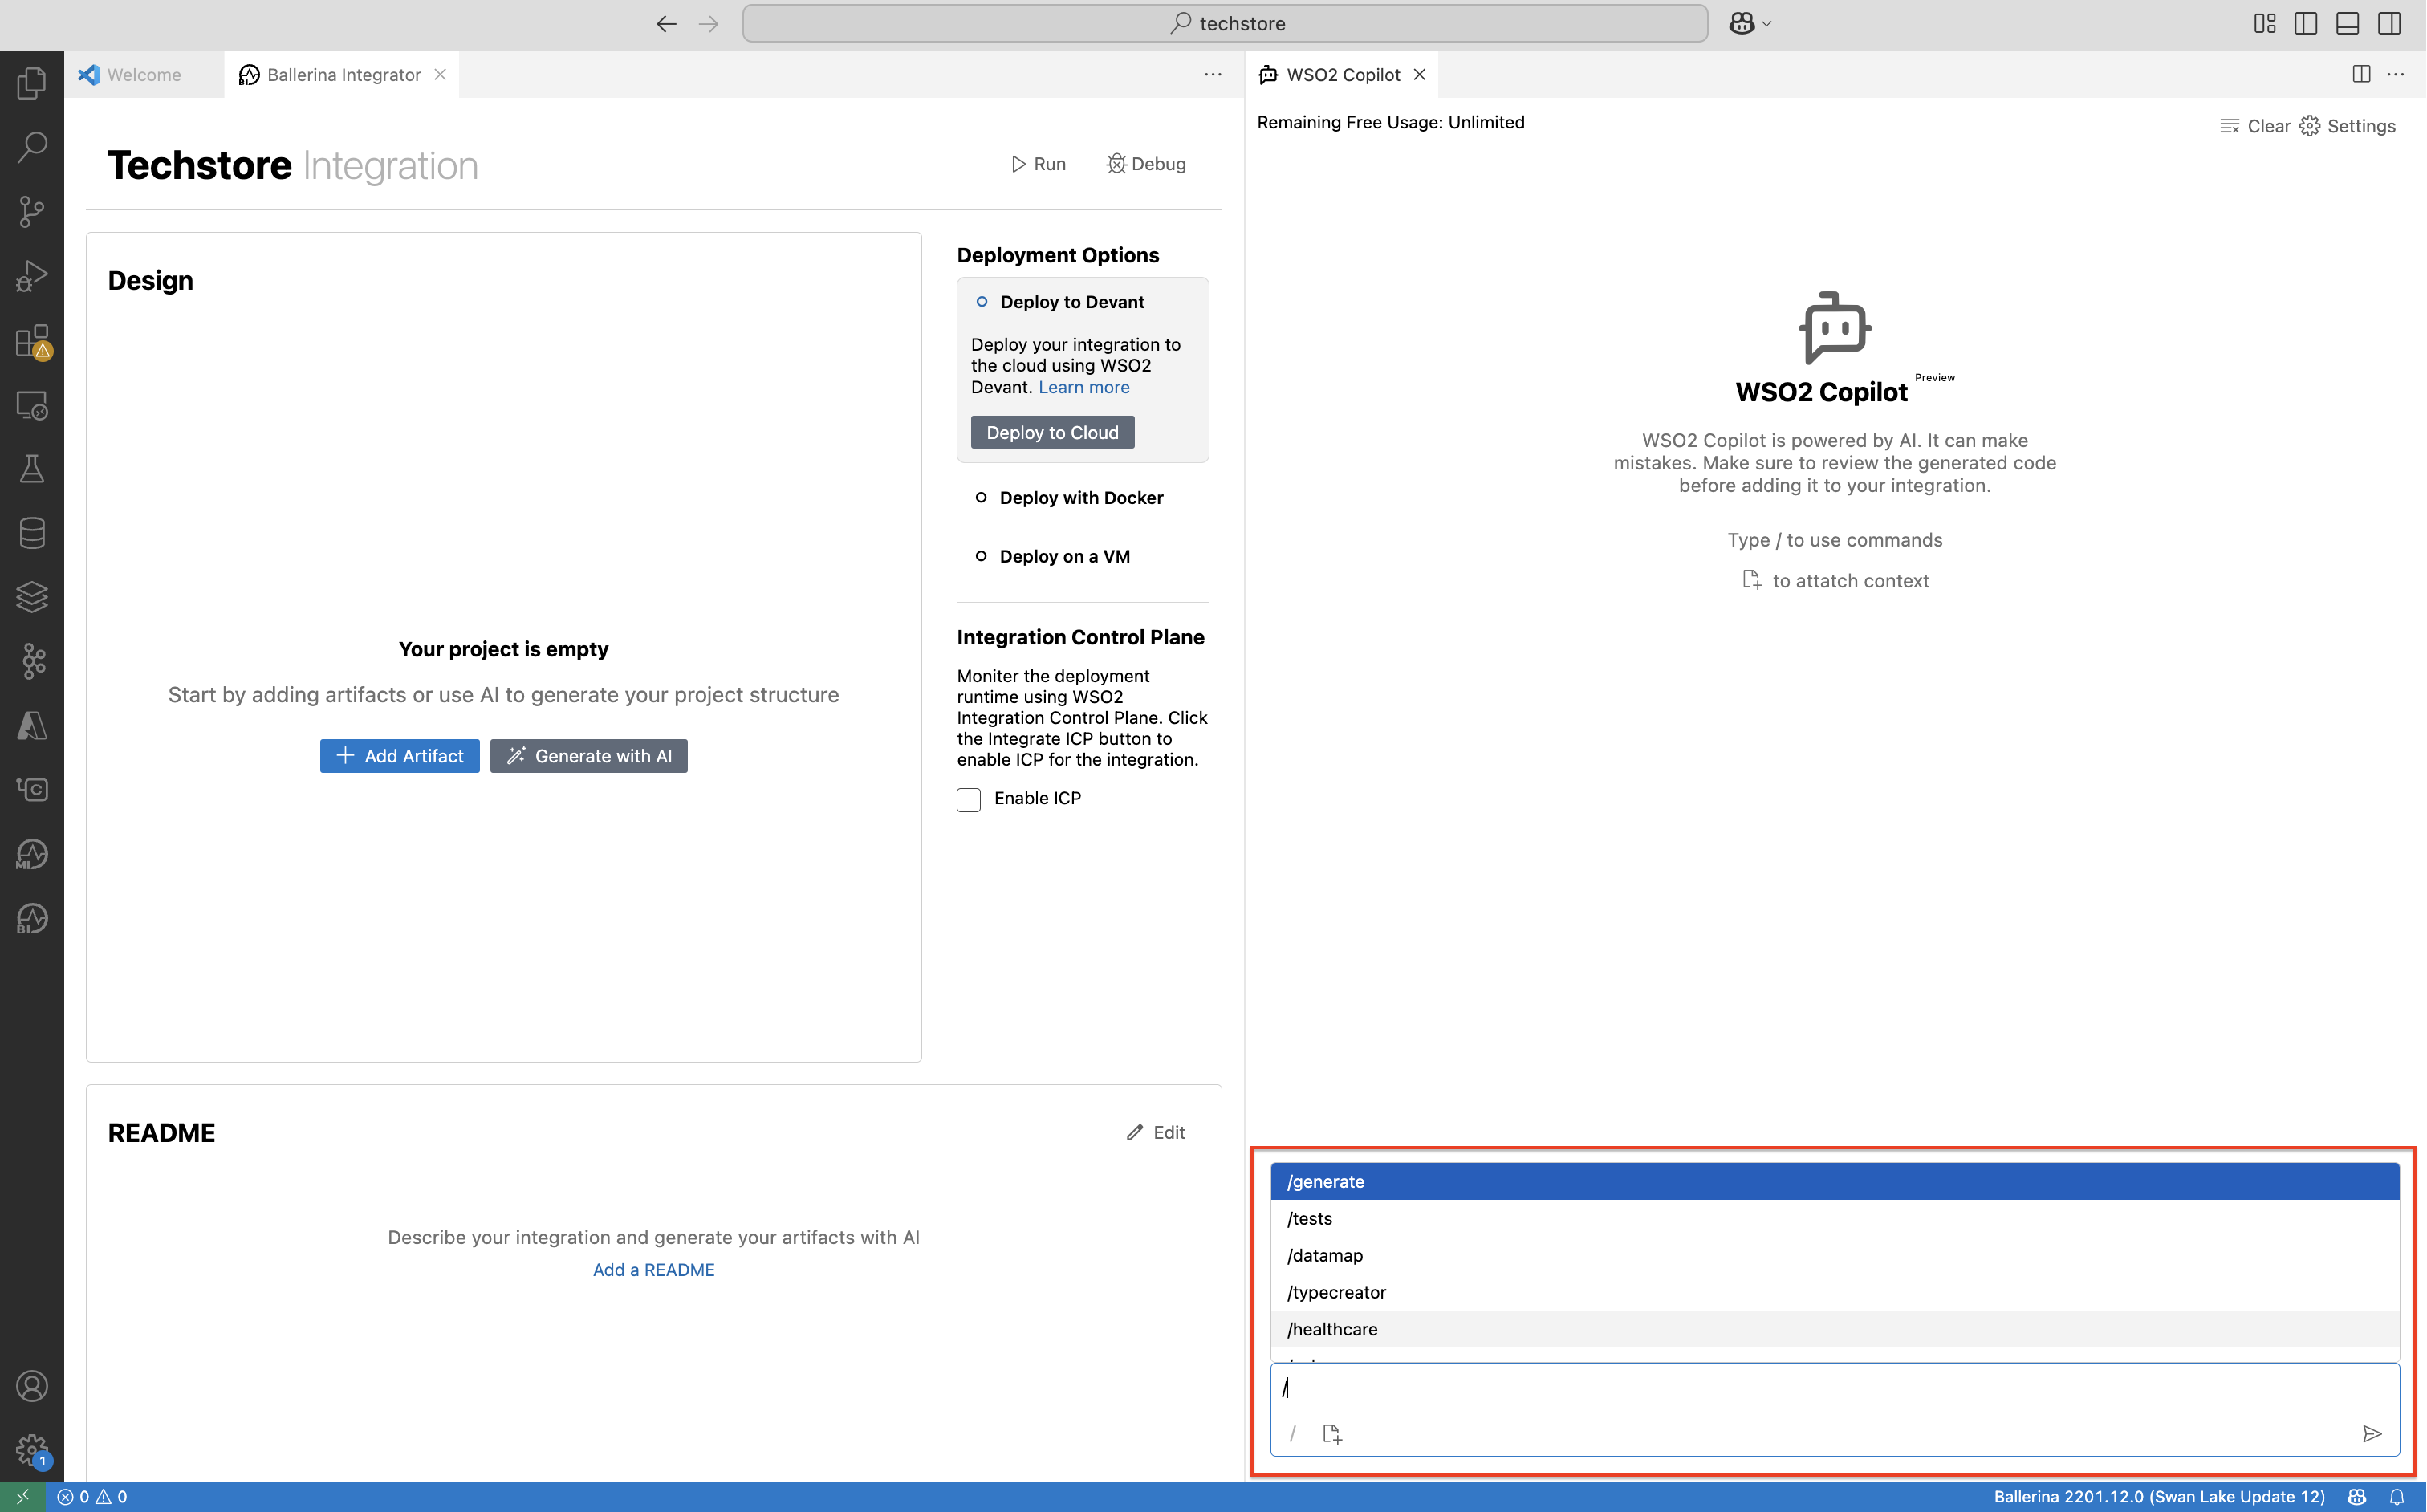 techstore
Welcome
Ballerina Integrator
WSO2 Copilot
Techstore Integration
Run
Debug
Design
Your project is empty
Start by adding artifacts or use AI to generate your project structure
Add Artifact
Generate with AI
Deployment Options
Deploy to Devant
Deploy your integration to
the cloud using WSO2
Devant. Learn more
Deploy to Cloud
Deploy with Docker
Deploy on a VM
Integration Control Plane
Moniter the deployment
runtime using WSO2
Integration Control Plane. Click
the Integrate ICP button to
enable ICP for the integration.
Enable ICP
README
Edit
Describe your integration and generate your artifacts with AI
Add a README
Remaining Free Usage: Unlimited
Clear
Settings
WSO2 Copilot Preview
WSO2 Copilot is powered by AI. It can make
mistakes. Make sure to review the generated code
before adding it to your integration.
Type / to use commands
to attatch context
/generate
/tests
/datamap
/typecreator
/healthcare
/
/
MI
BI
1
0 0
Ballerina 2201.12.0 (Swan Lake Update 12)